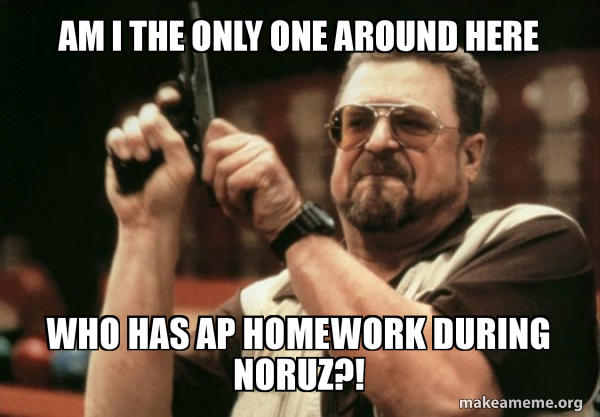 AM I THE ONLY ONE AROUND HERE
WHO HAS AP HOMEWORK DURING
NORUZ?!
makeameme.org